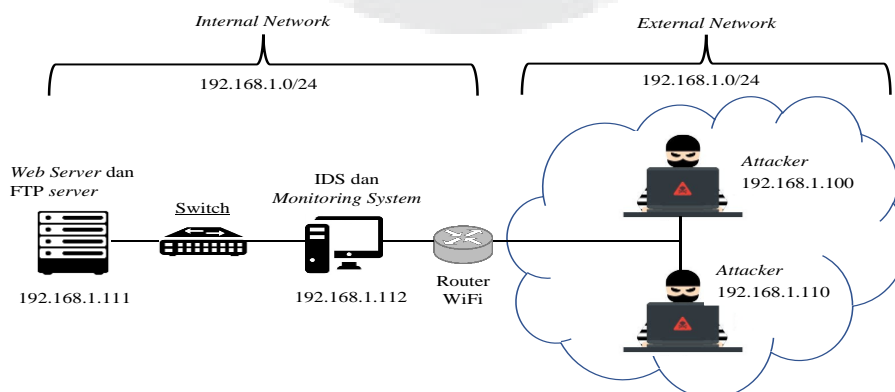 Internal Network
192.168.1.0/24
External Network
192.168.1.0/24
Web Server dan
FTP server
192.168.1.111
Switch
IDS dan
Monitoring System
192.168.1.112
Router
WiFi
Attacker
192.168.1.100
Attacker
192.168.1.110